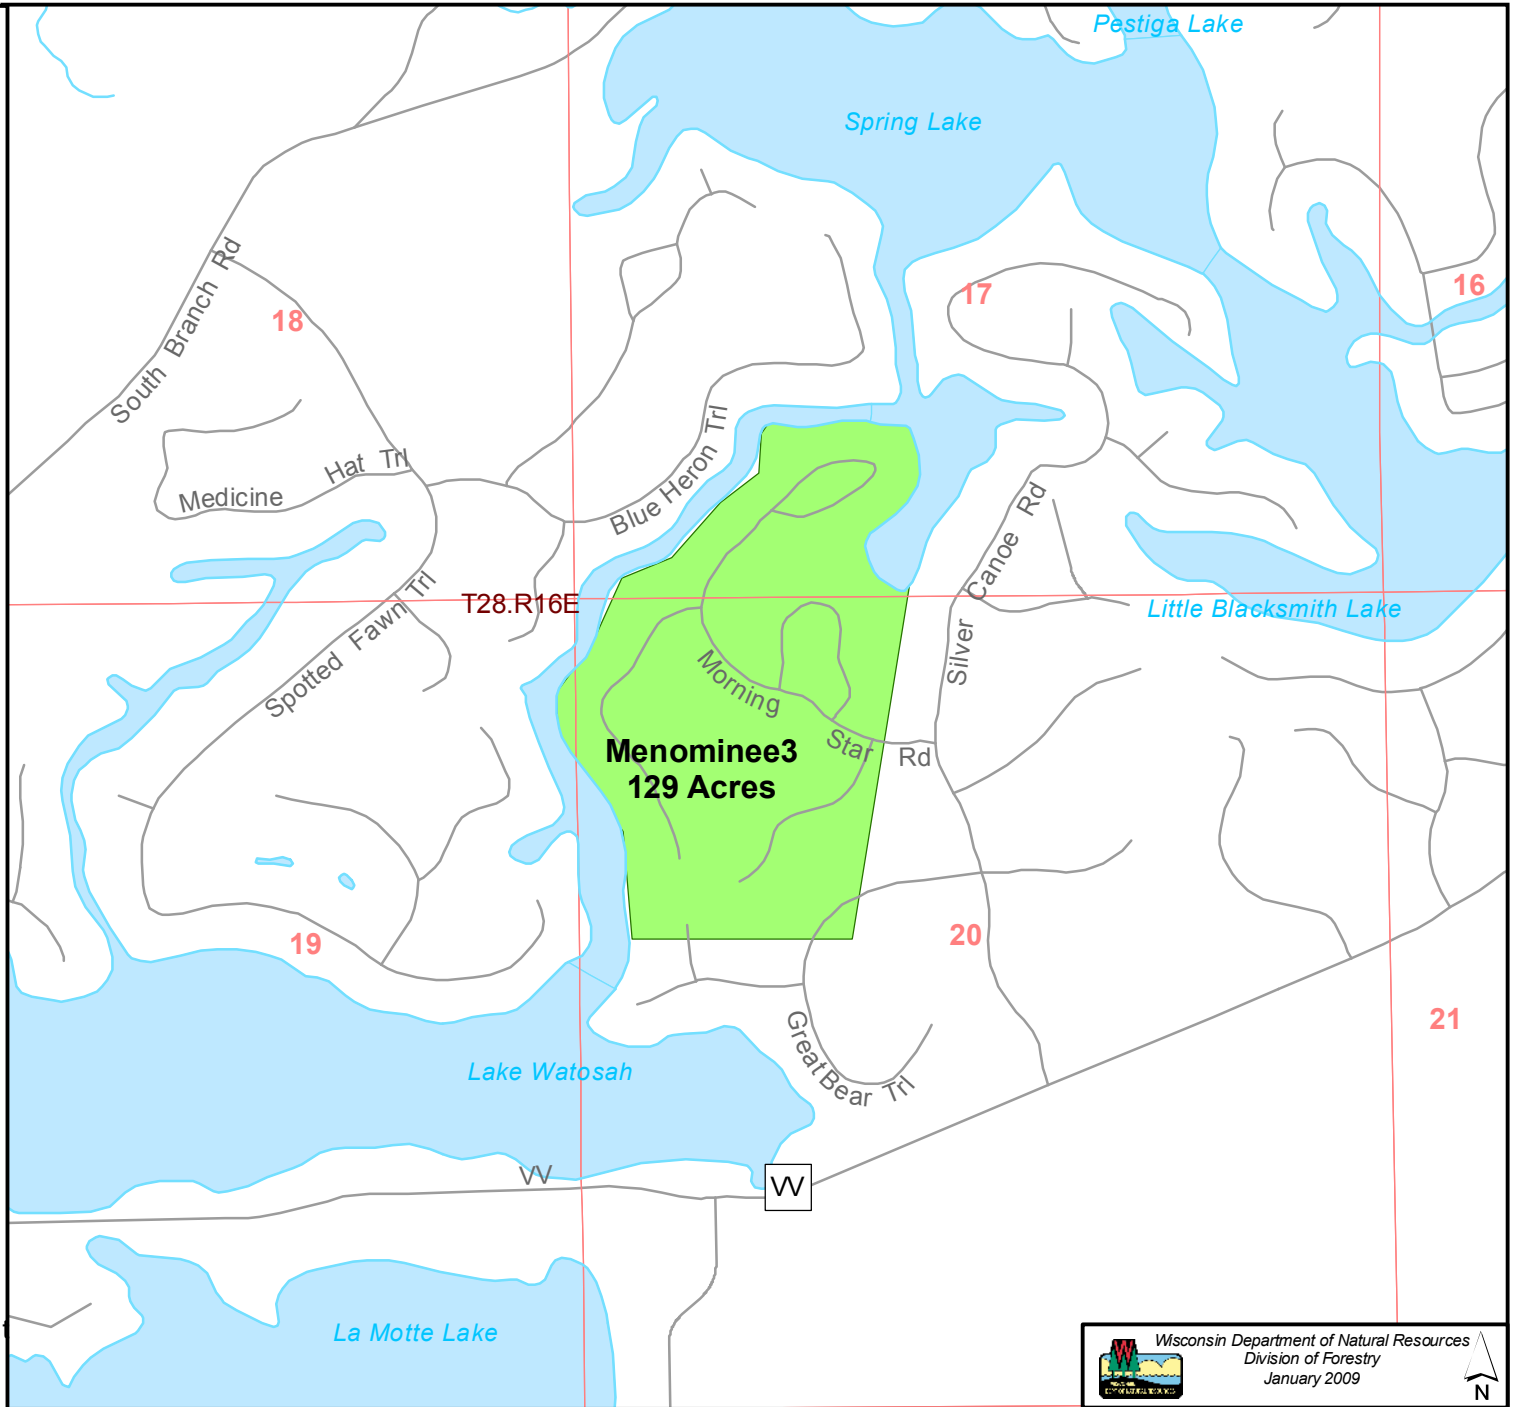 Pestiga Lake
Spring Lake
South Branch Rd
18
17
16
Medicine Hat Trl
Blue Heron Trl
Silver Canoe Rd
T28.R16E
Little Blacksmith Lake
Spotted Fawn Trl
Morning Star Rd
Menominee3
129 Acres
19
20
21
Great Bear Trl
Lake Watosah
VV
VV
La Motte Lake
Wisconsin Department of Natural Resources
Division of Forestry
January 2009
N
W